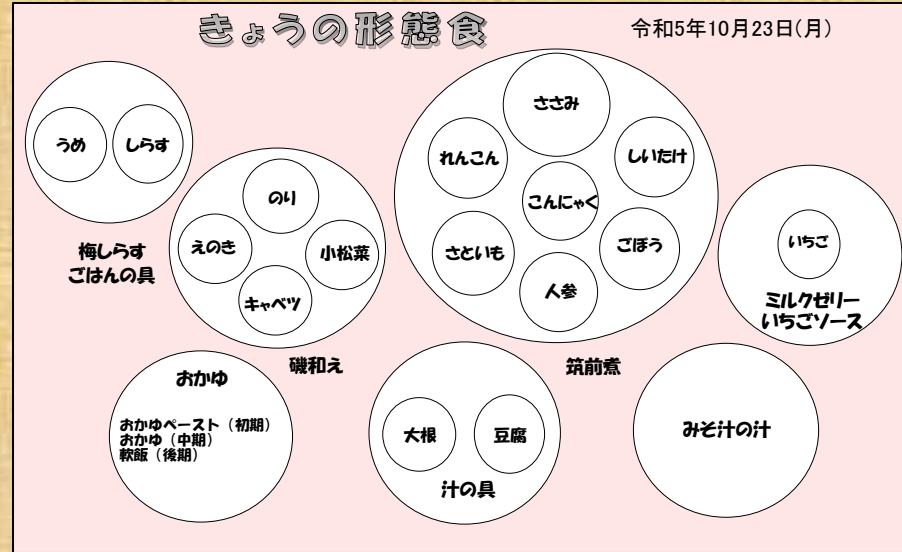 きょうの形態食
令和5年10月23日(月)
うめ
しらす
梅しらす
ごはんの具
のり
えのき
小松菜
キャベツ
磯和え
ささみ
れんこん
しいたけ
こんにゃく
さといも
ごぼう
人参
筑前煮
いちご
ミルクゼリー
いちごソース
おかゆ
おかゆペースト（初期）
おかゆ（中期）
軟飯（後期）
大根
豆腐
汁の具
みそ汁の汁